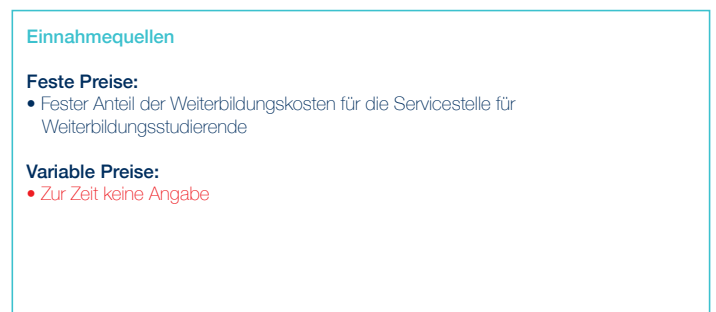 Einnahmequellen
Feste Preise:
• Fester Anteil der Weiterbildungskosten für die Servicestelle für
Weiterbildungsstudierende
Variable Preise:
• Zur Zeit keine Angabe